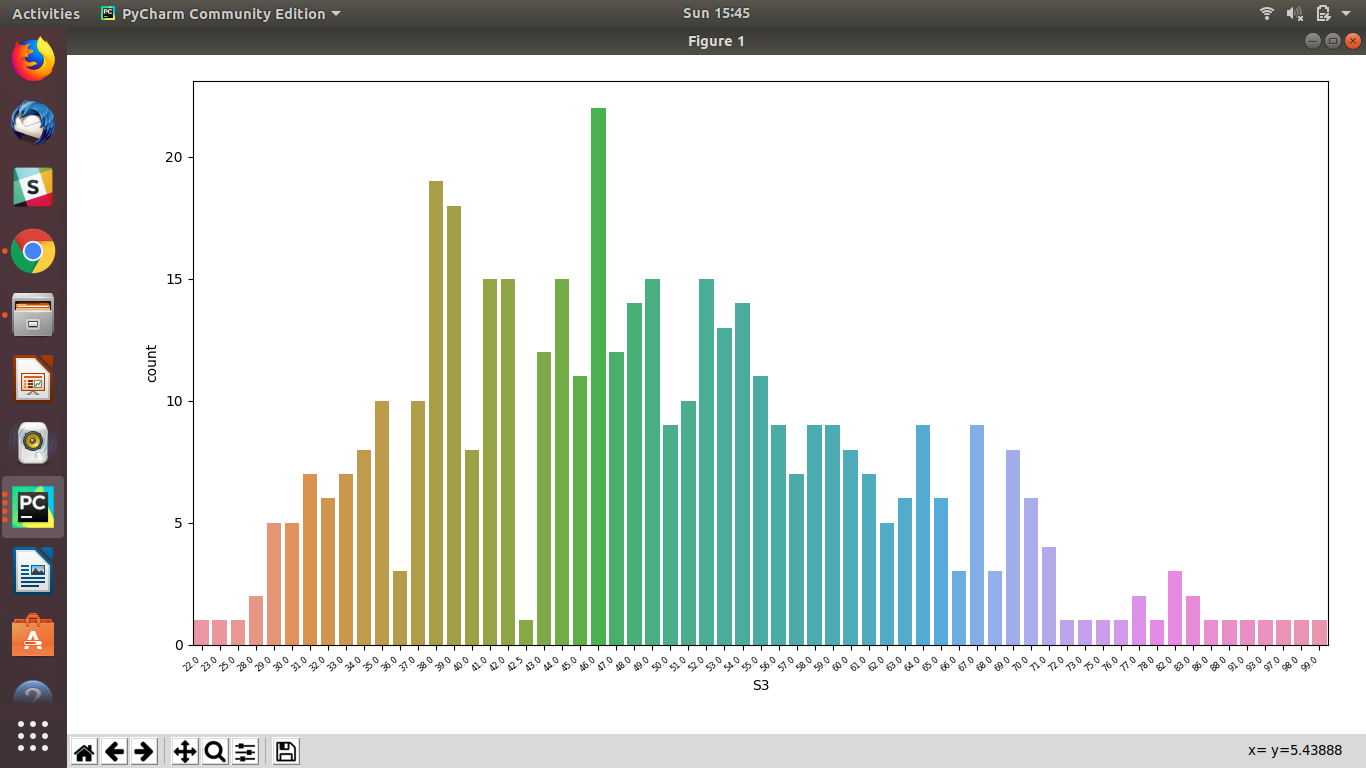 Activities PyCharm Community Edition Sun 15:45
Figure 1
20
15
10
5
0
count
22.0 23.0 25.0 28.0 29.0 30.0 31.0 32.0 33.0 34.0 35.0 36.0 37.0 38.0 39.0 40.0 41.0 42.0 42.5 43.0 44.0 45.0 46.0 47.0 48.0 49.0 50.0 51.0 52.0 53.0 54.0 55.0 56.0 57.0 58.0 59.0 60.0 61.0 62.0 63.0 64.0 65.0 66.0 67.0 68.0 69.0 70.0 71.0 72.0 73.0 75.0 76.0 77.0 78.0 82.0 83.0 86.0 88.0 91.0 93.0 97.0 98.0 99.0
S3
x= y=5.43888
S
PC
A
?